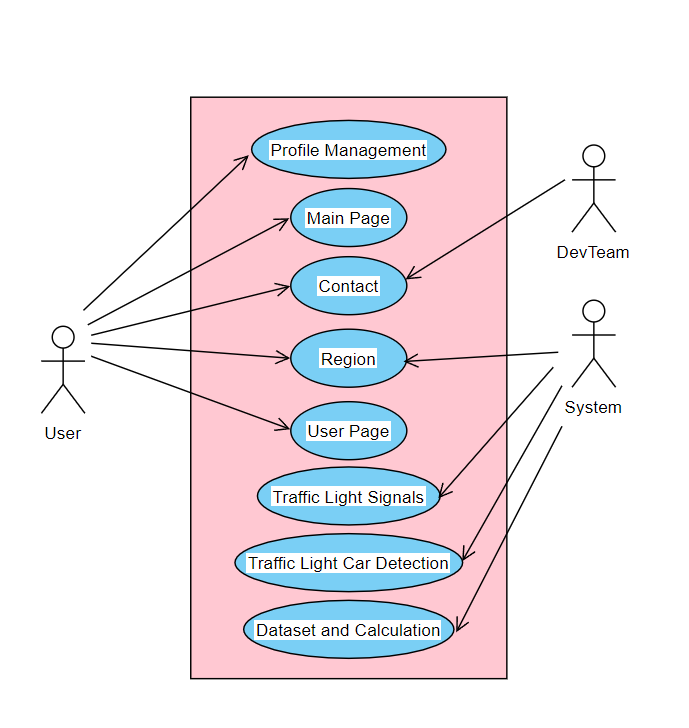 Profile Management
Main Page
Contact
DevTeam
Region
System
User
User Page
Traffic Light Signals
Traffic Light Car Detection
Dataset and Calculation